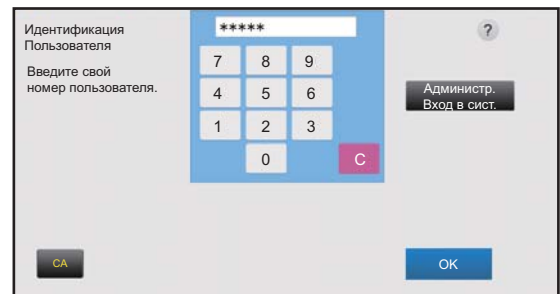 Идентификация
Пользователя
Введите свой
номер пользователя.
*****
?
7 8 9
4 5 6
1 2 3
0 C
Администр.
Вход в сист.
CA
OK